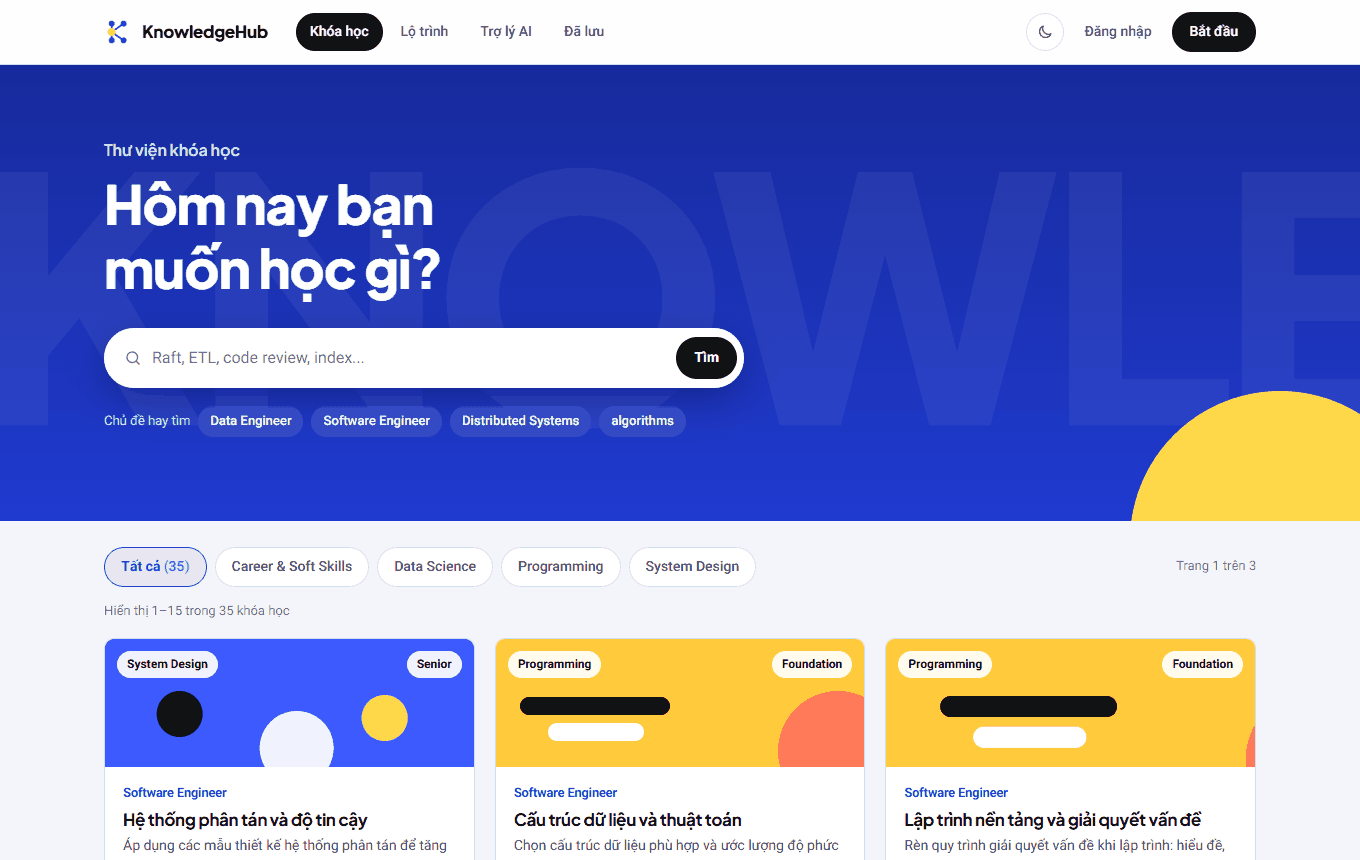 KnowledgeHub Khóa học Lộ trình Trợ lý AI Đã lưu Đăng nhập Bắt đầu
KNOWLE
Thư viện khóa học
Hôm nay bạn
muốn học gì?
Raft, ETL, code review, index... Tìm
Chủ đề hay tìm Data Engineer Software Engineer Distributed Systems algorithms
Tất cả (35) Career & Soft Skills Data Science Programming System Design Trang 1 trên 3
Hiển thị 1–15 trong 35 khóa học
System Design Senior
Software Engineer
Hệ thống phân tán và độ tin cậy
Áp dụng các mẫu thiết kế hệ thống phân tán để tăng
Programming Foundation
Software Engineer
Cấu trúc dữ liệu và thuật toán
Chọn cấu trúc dữ liệu phù hợp và ước lượng độ phức
Programming Foundation
Software Engineer
Lập trình nền tảng và giải quyết vấn đề
Rèn quy trình giải quyết vấn đề khi lập trình: hiểu đề,